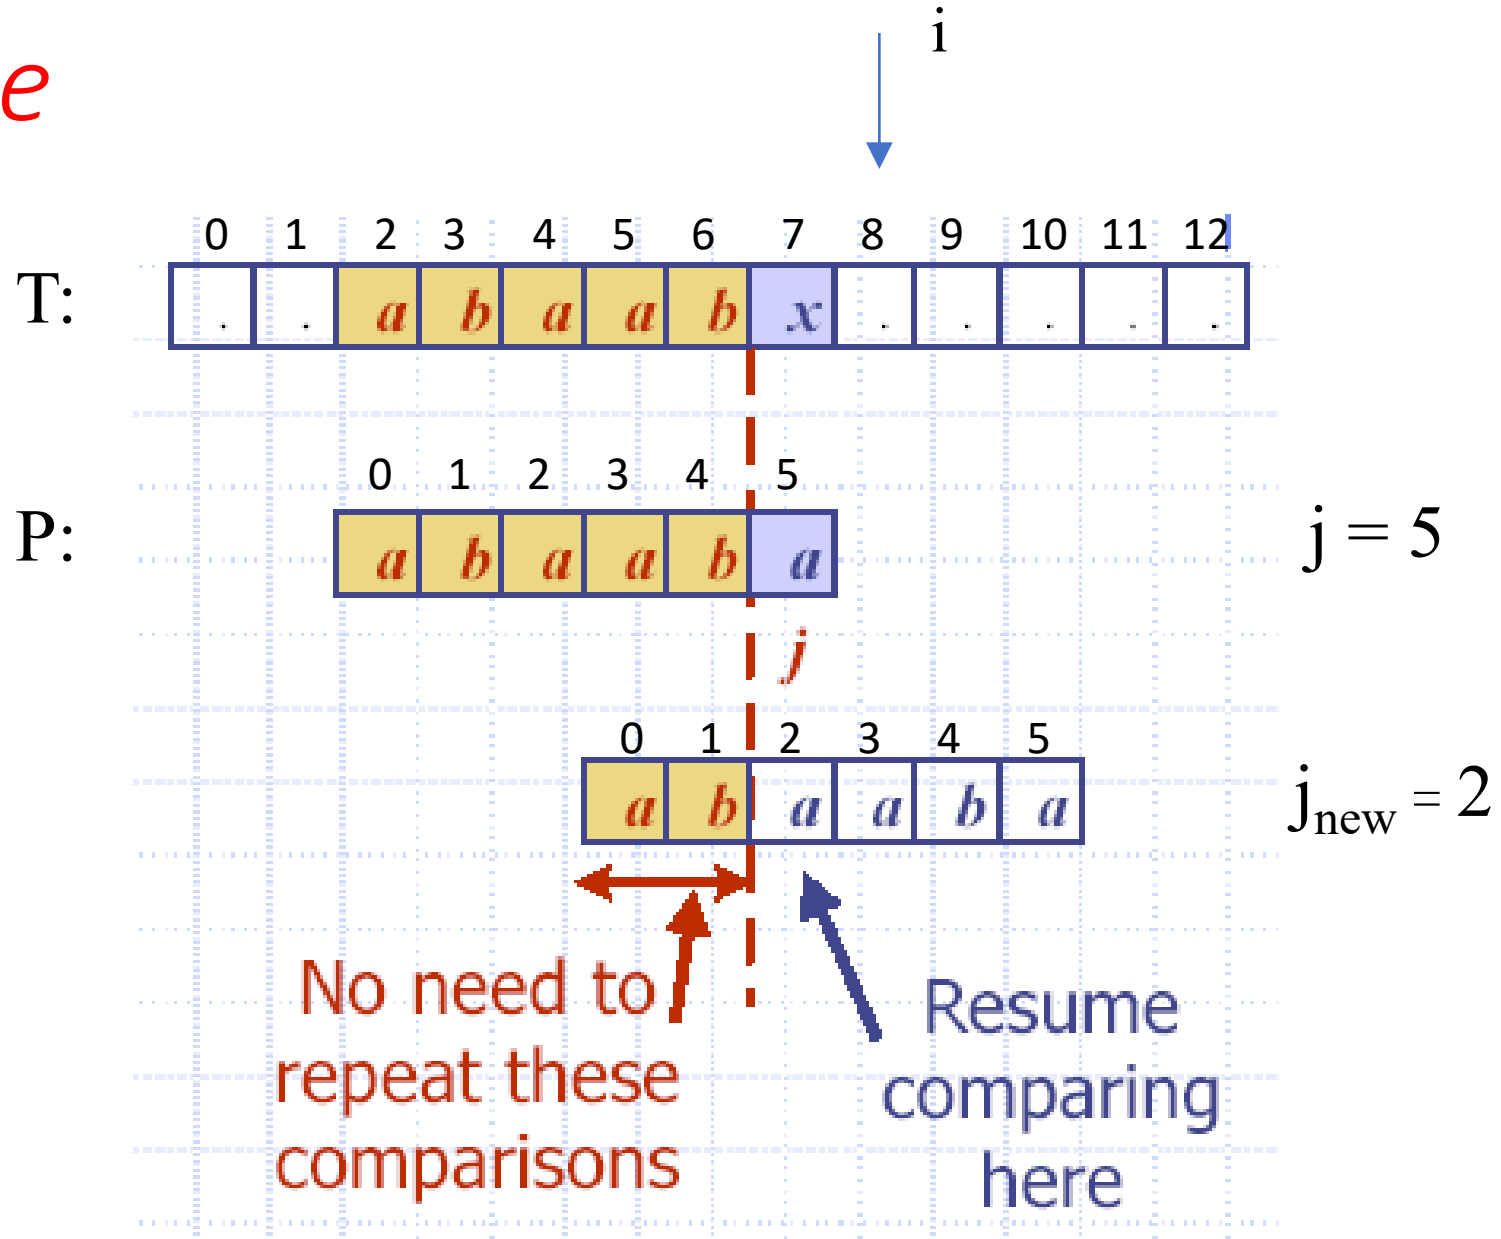 i
e
0 1 2 3 4 5 6 7 8 9 10 11 12
T: . . a b a a b x . . . . .
0 1 2 3 4 5
P: a b a a b a j = 5
j
0 1 2 3 4 5
a b a a b a jnew = 2
No need to
repeat these
comparisons
Resume
comparing
here